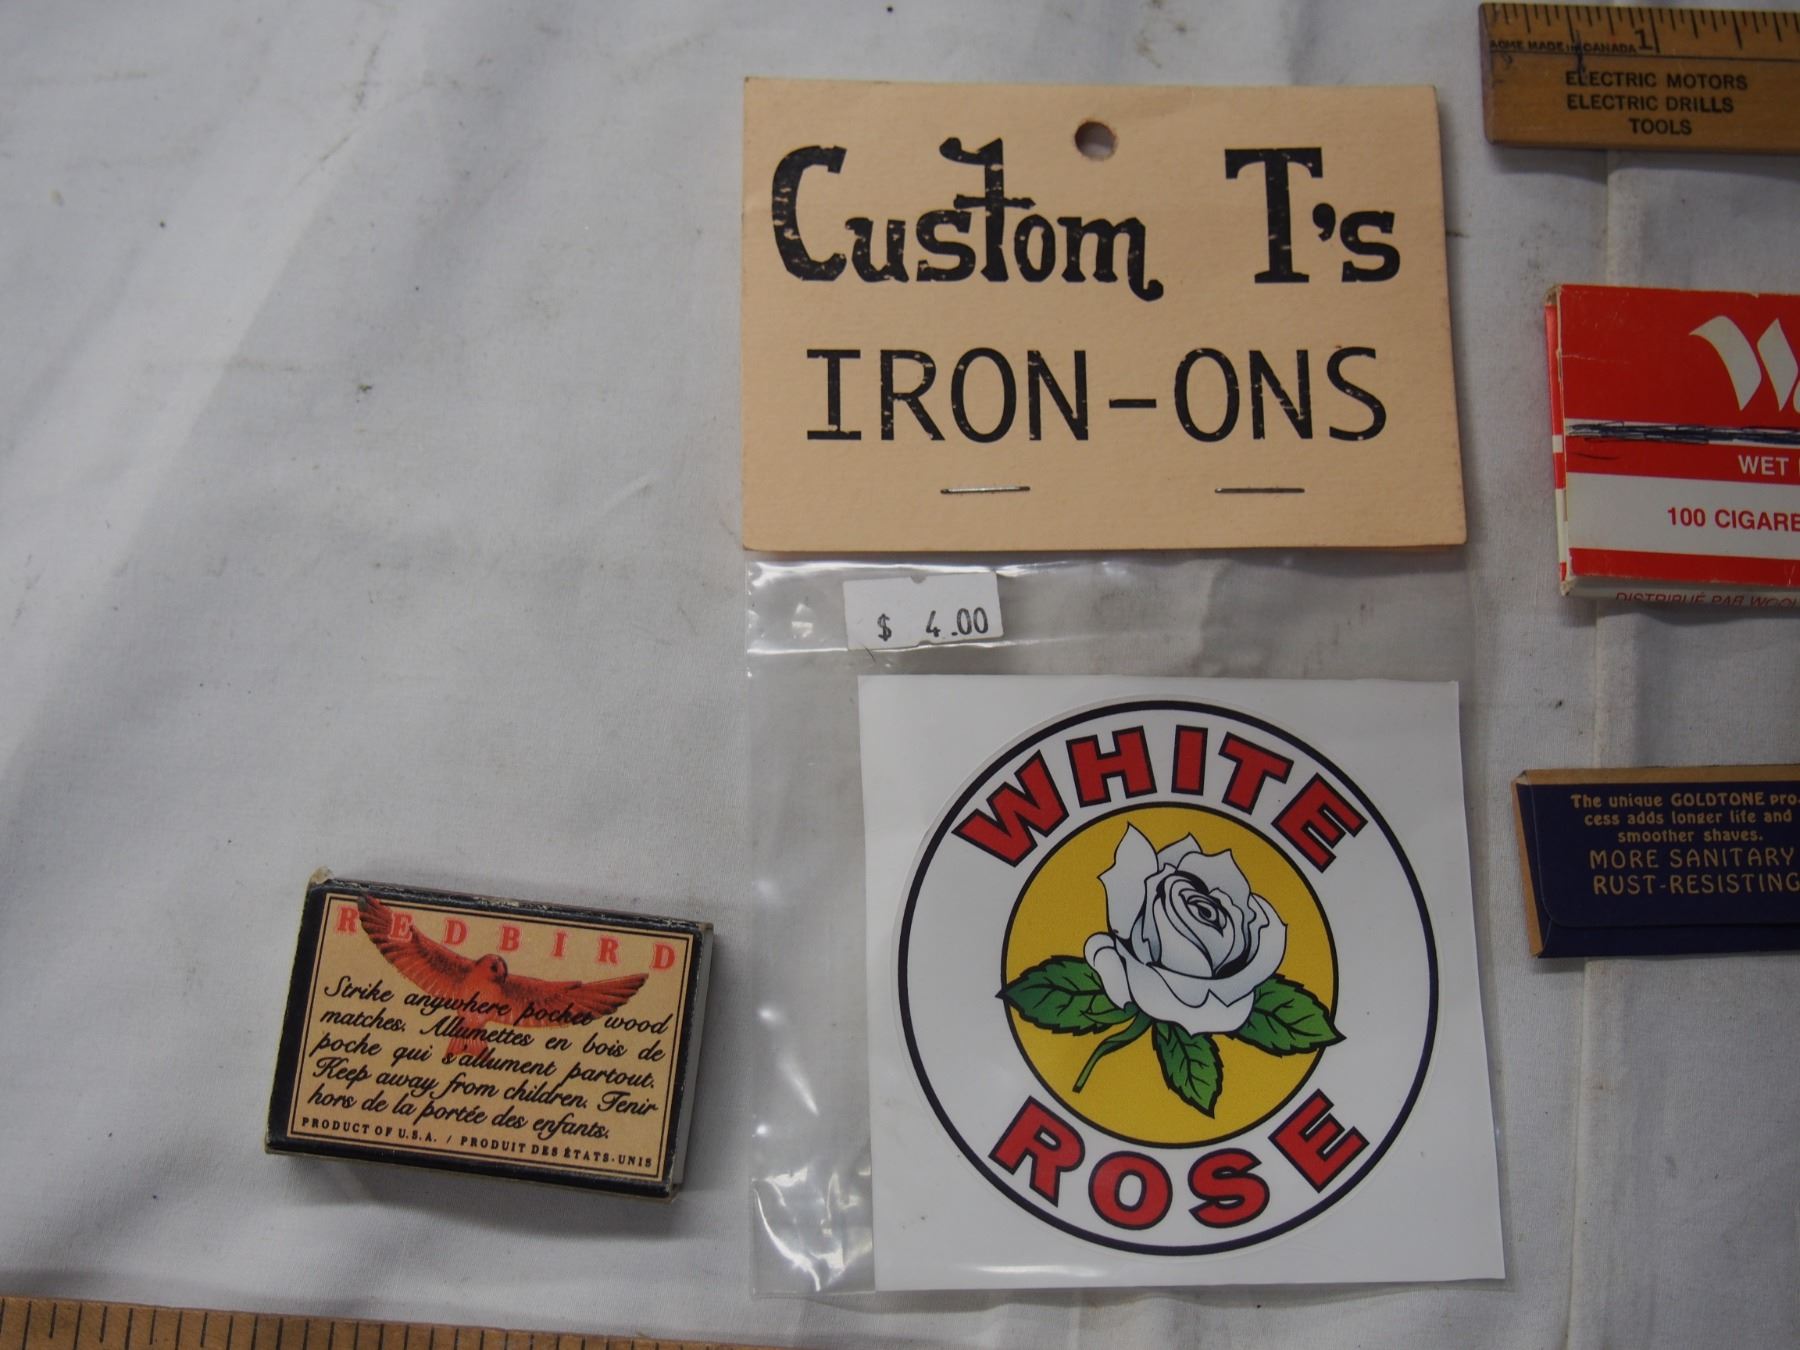 Custom T's
IRON-ONS
$ 4.00
WHITE
ROSE
REDBIRD
Strike anywhere pocket wood
matches. Allumettes en bois de
poche qui s'allument partout.
Keep away from children. Tenir
hors de la portée des enfants.
PRODUCT OF U.S.A. / PRODUIT DES ÉTATS-UNIS
ACME MADE IN CANADA 1
ELECTRIC MOTORS
ELECTRIC DRILLS
TOOLS
WET
100
DISTRIBUÉ PAR
The unique GOLDTONE pro-
cess adds longer life and
smoother shaves.
MORE SANITARY
RUST-RESISTING